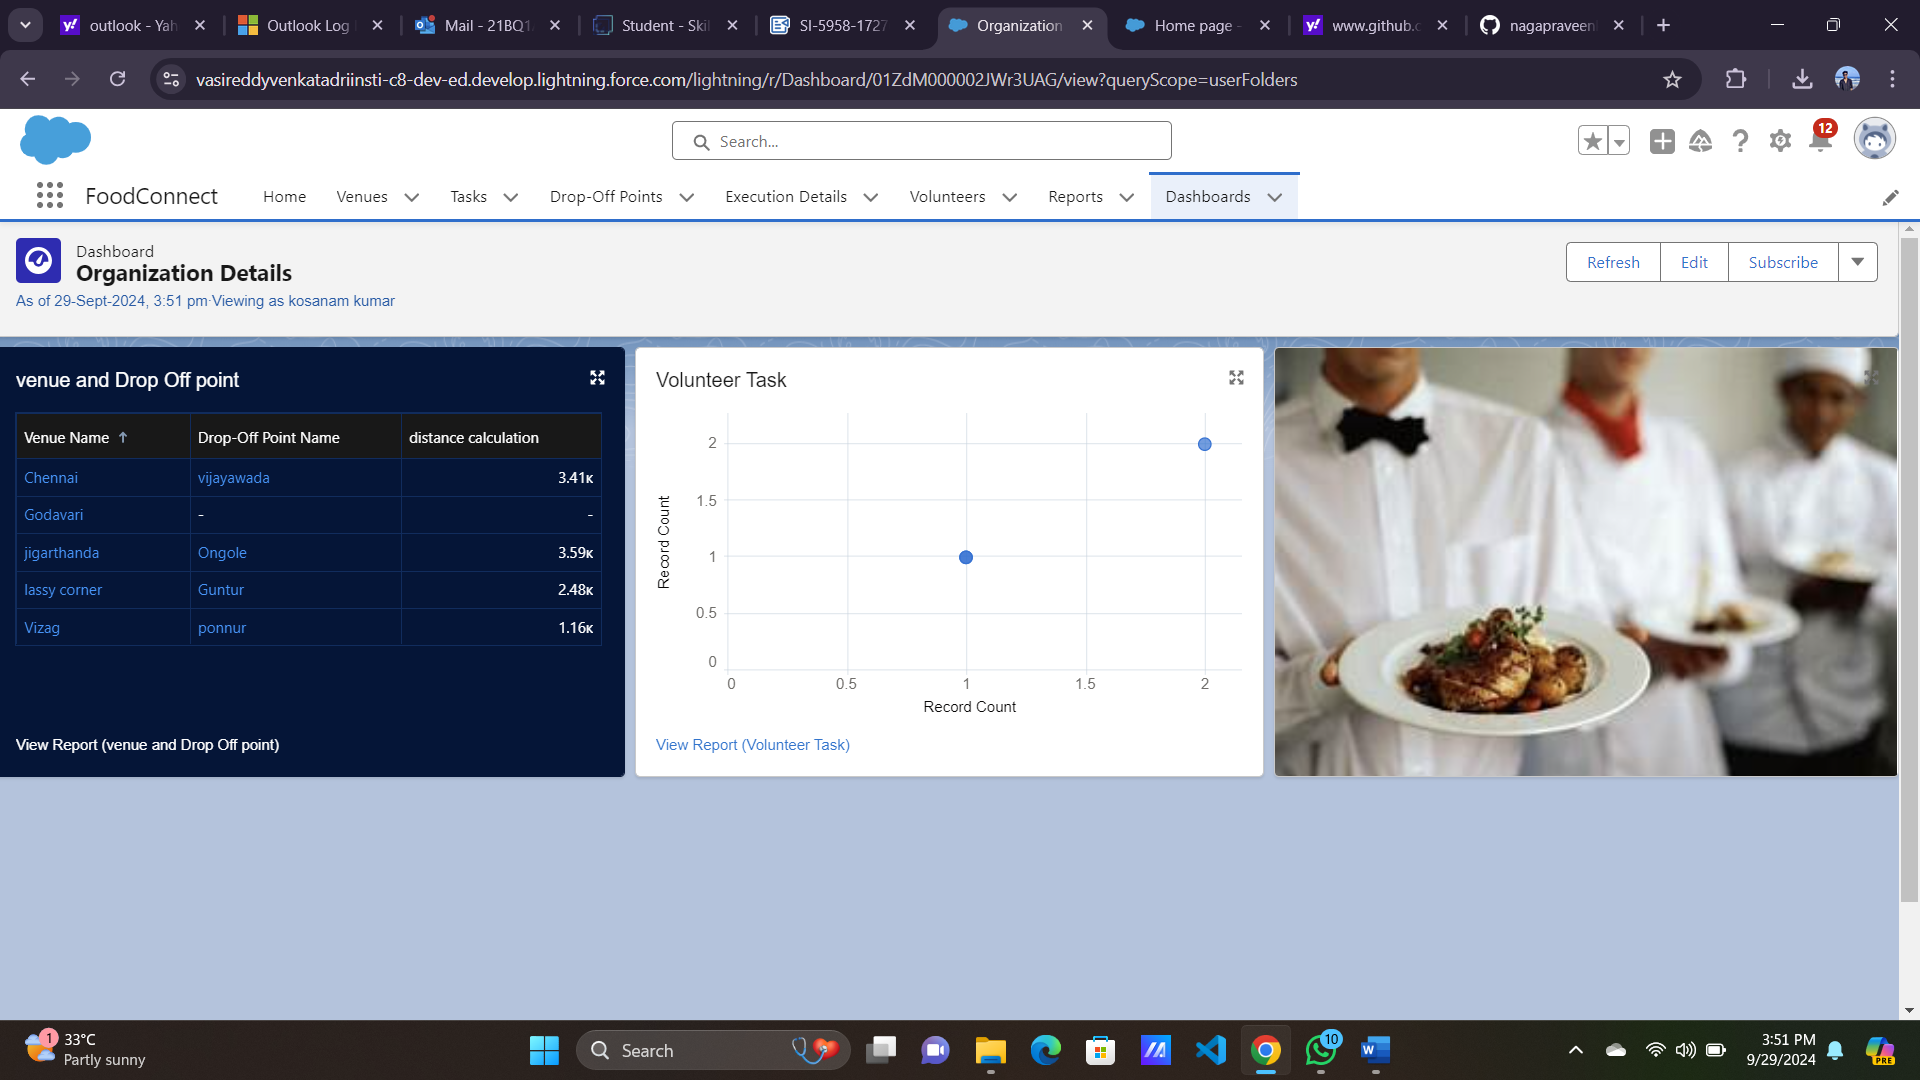 outlook - Yah
Outlook Log
Mail - 21BQ1
Student - Skil
SI-5958-1727
Organization
Home page -
www.github.c
nagapraveen
vasireddyvenkatadriinsti-c8-dev-ed.develop.lightning.force.com/lightning/r/Dashboard/01ZdM000002JWr3UAG/view?queryScope=userFolders
Search...
12
FoodConnect
Home
Venues
Tasks
Drop-Off Points
Execution Details
Volunteers
Reports
Dashboards
Dashboard
Organization Details
As of 29-Sept-2024, 3:51 pm·Viewing as kosanam kumar
Refresh
Edit
Subscribe
venue and Drop Off point
Venue Name ↑ Drop-Off Point Name distance calculation
Chennai vijayawada 3.41K
Godavari - -
jigarthanda Ongole 3.59K
lassy corner Guntur 2.48K
Vizag ponnur 1.16K
View Report (venue and Drop Off point)
Volunteer Task
Record Count
2
1.5
1
0.5
0
0 0.5 1 1.5 2
Record Count
View Report (Volunteer Task)
1
33°C
Partly sunny
Search
10
W
PRE
3:51 PM
9/29/2024